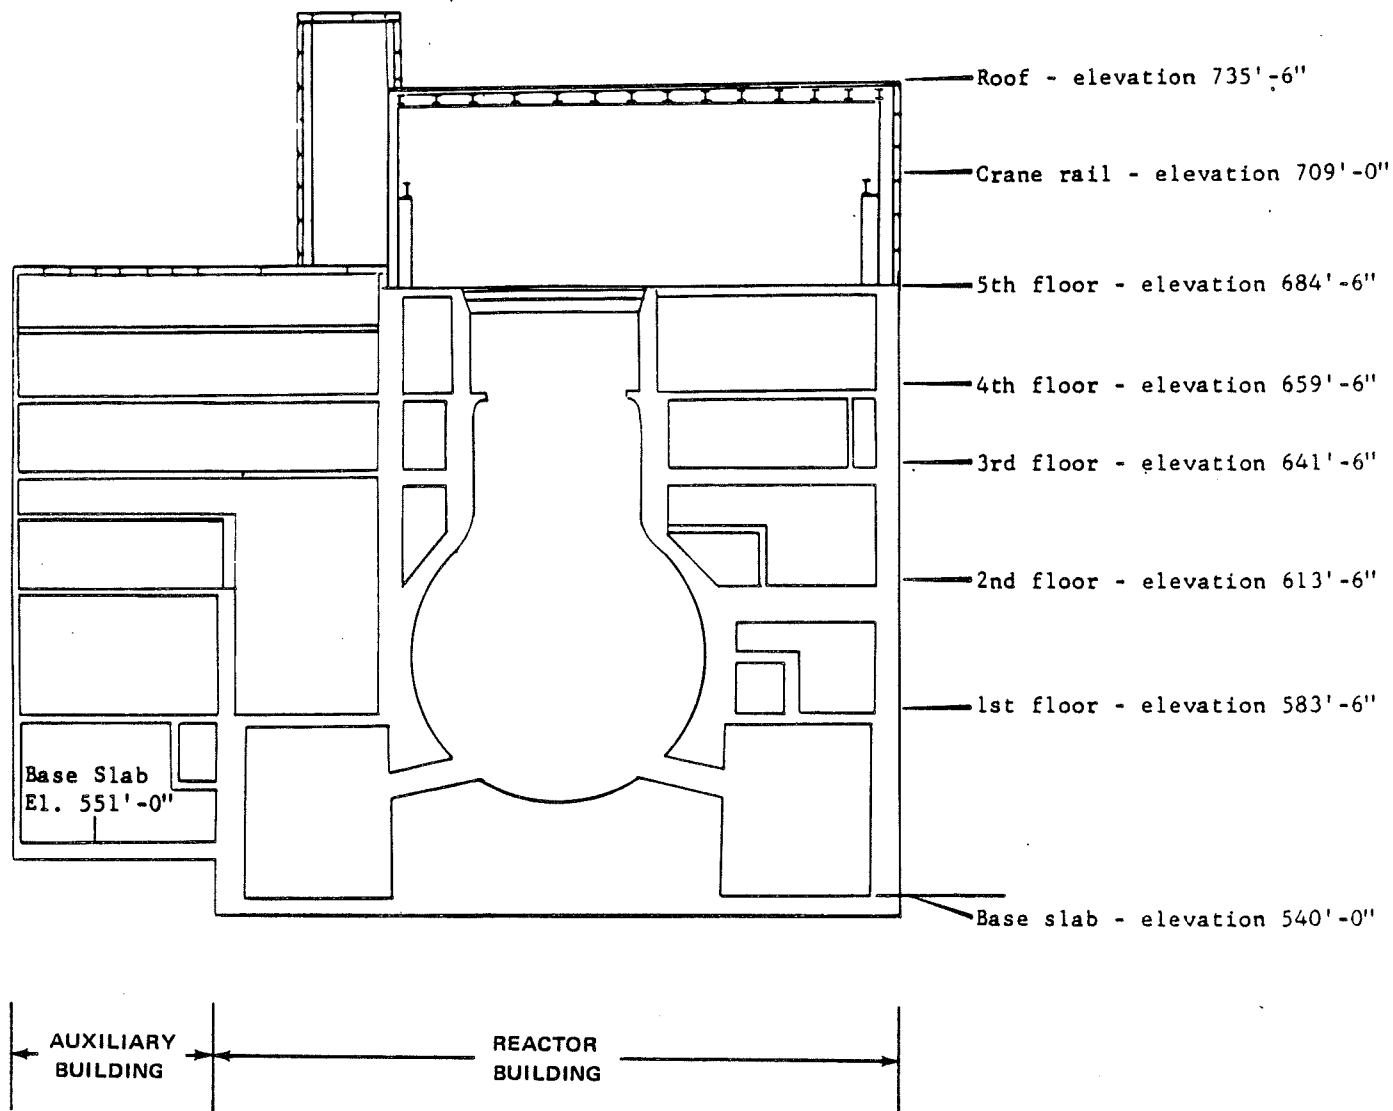 Roof - elevation 735'-6"
Crane rail - elevation 709'-0"
5th floor - elevation 684'-6"
4th floor - elevation 659'-6"
3rd floor - elevation 641'-6"
2nd floor - elevation 613'-6"
1st floor - elevation 583'-6"
Base Slab
El. 551'-0"
Base slab - elevation 540'-0"
AUXILIARY
BUILDING
REACTOR
BUILDING